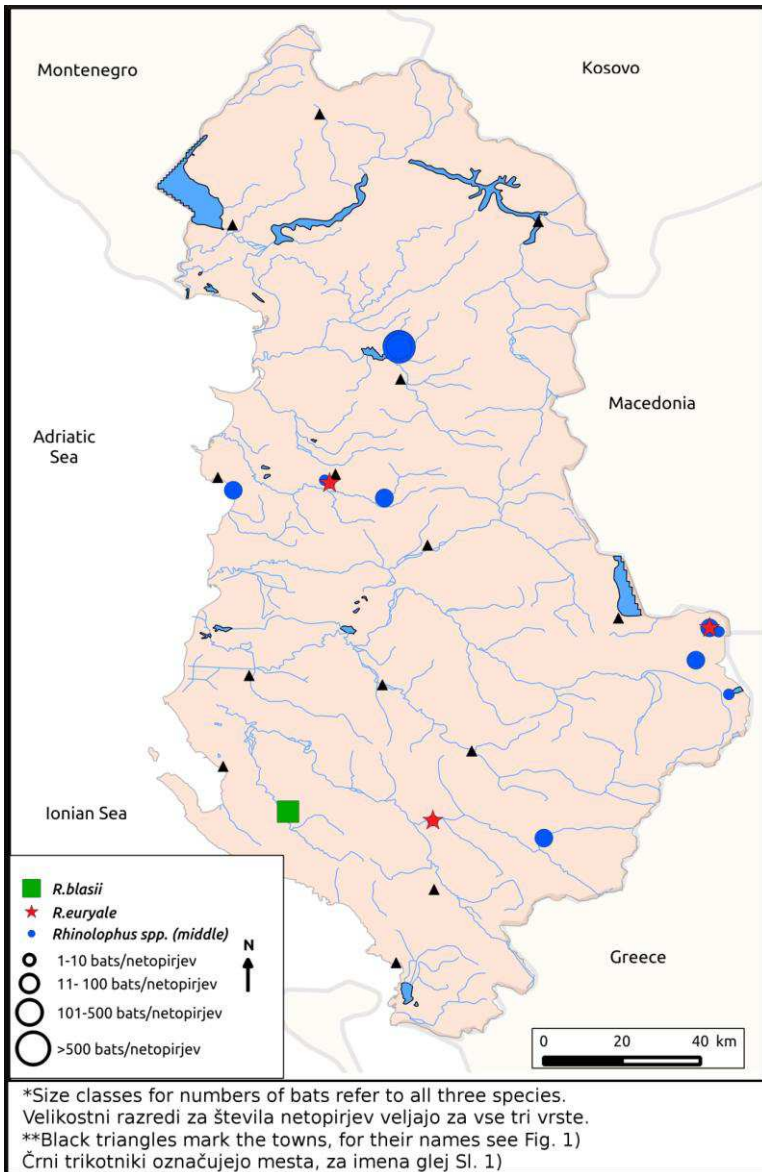 Montenegro
Kosovo
Macedonia
Adriatic
Sea
Ionian Sea
Greece
R.blasii
R.euryale
Rhinolophus spp. (middle)
1-10 bats/netopirjev
11- 100 bats/netopirjev
101-500 bats/netopirjev
>500 bats/netopirjev
N
0 20 40 km
*Size classes for numbers of bats refer to all three species.
Velikostni razredi za števila netopirjev veljajo za vse tri vrste.
**Black triangles mark the towns, for their names see Fig. 1)
Črni trikotniki označujejo mesta, za imena glej Sl. 1)